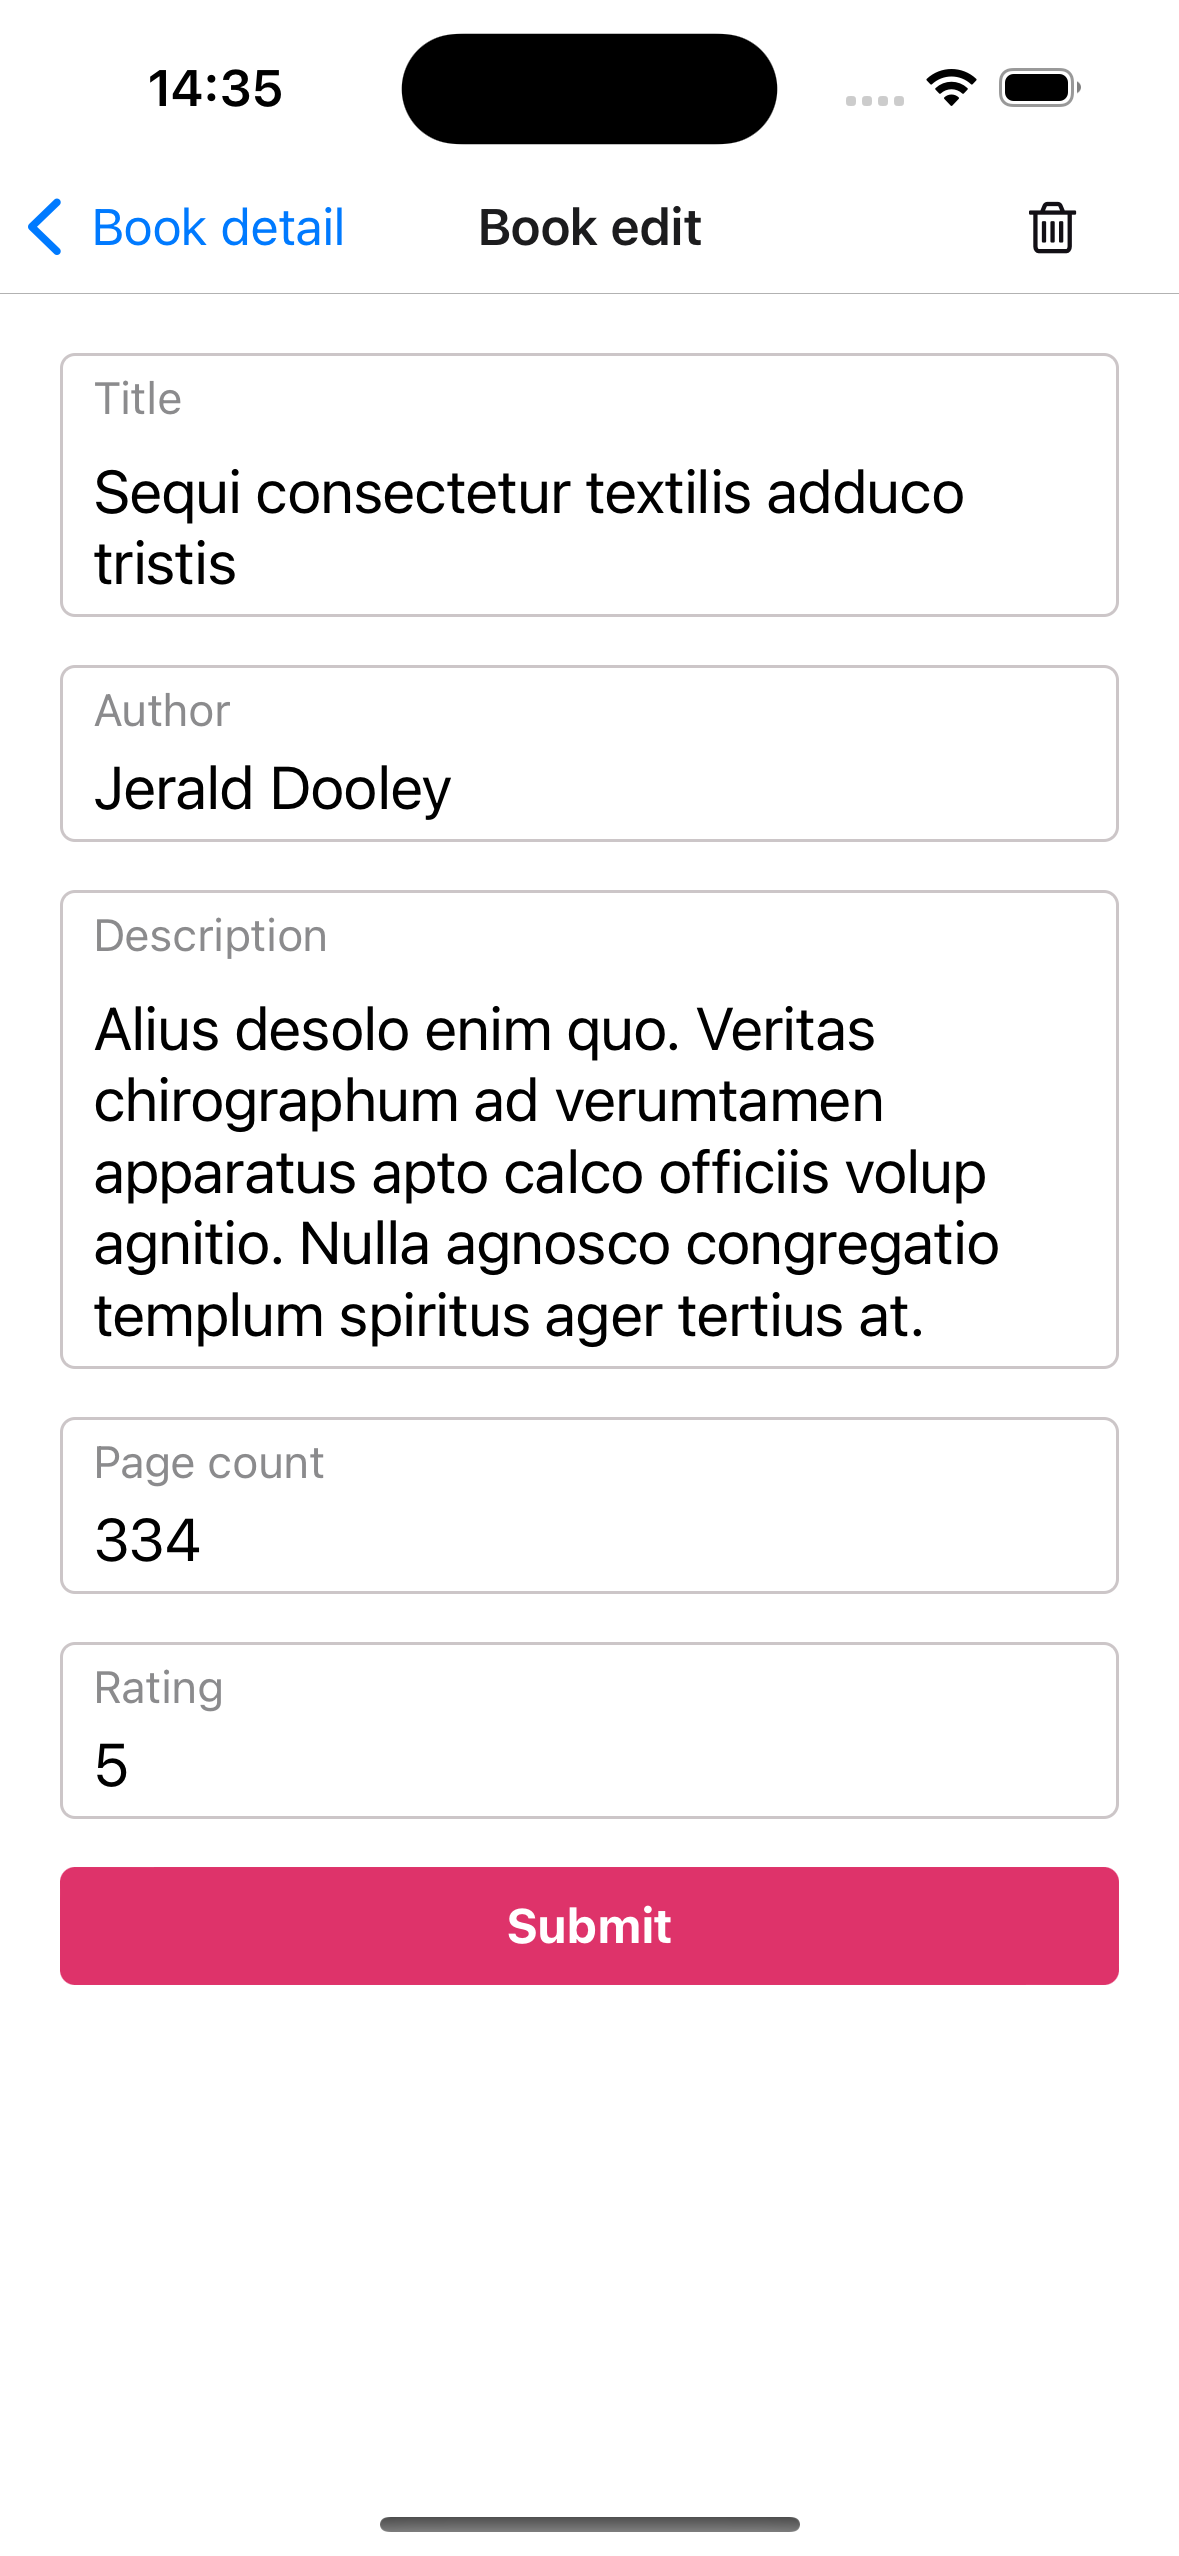 14:35
Book detail
Book edit
Title
Sequi consectetur textilis adduco
tristis
Author
Jerald Dooley
Description
Alius desolo enim quo. Veritas
chirographum ad verumtamen
apparatus apto calco officiis volup
agnitio. Nulla agnosco congregatio
templum spiritus ager tertius at.
Page count
334
Rating
5
Submit